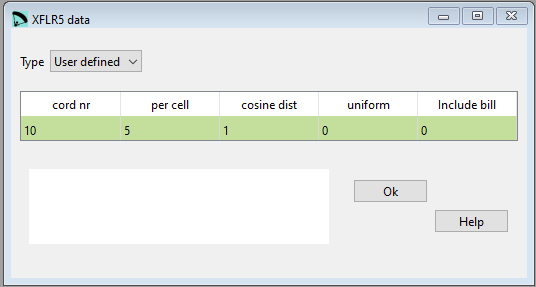 XFLR5 data
Type User defined
cord nr per cell cosine dist uniform Include bill
10 5 1 0 0
Ok
Help